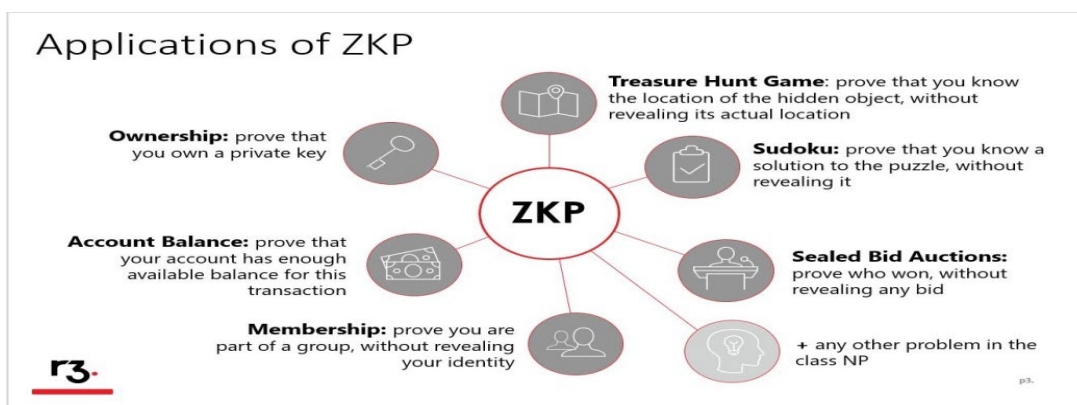 Applications of ZKP
Treasure Hunt Game: prove that you know
the location of the hidden object, without
revealing its actual location
Ownership: prove that
you own a private key
Sudoku: prove that you know a
solution to the puzzle, without
revealing it
ZKP
Account Balance: prove that
your account has enough
available balance for this
transaction
Sealed Bid Auctions:
prove who won, without
revealing any bid
Membership: prove you are
part of a group, without revealing
your identity
+ any other problem in the
class NP
r3.
p3.